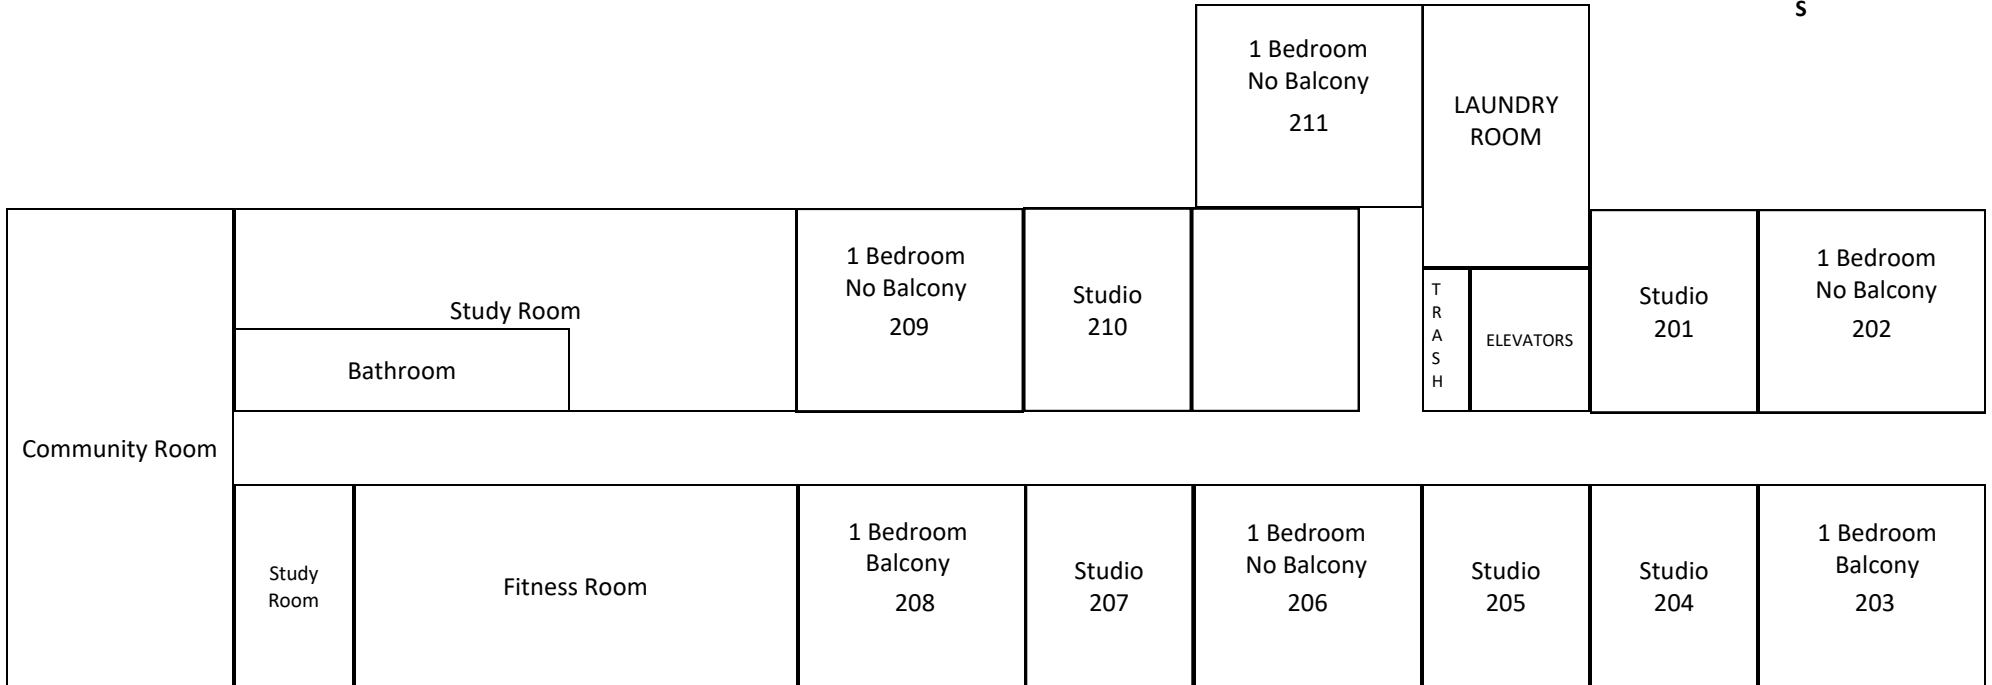 S
1 Bedroom
No Balcony
211
LAUNDRY
ROOM
Community Room
Study Room
Bathroom
1 Bedroom
No Balcony
209
Studio
210
T
R
A
S
H
ELEVATORS
Studio
201
1 Bedroom
No Balcony
202
Study
Room
Fitness Room
1 Bedroom
Balcony
208
Studio
207
1 Bedroom
No Balcony
206
Studio
205
Studio
204
1 Bedroom
Balcony
203